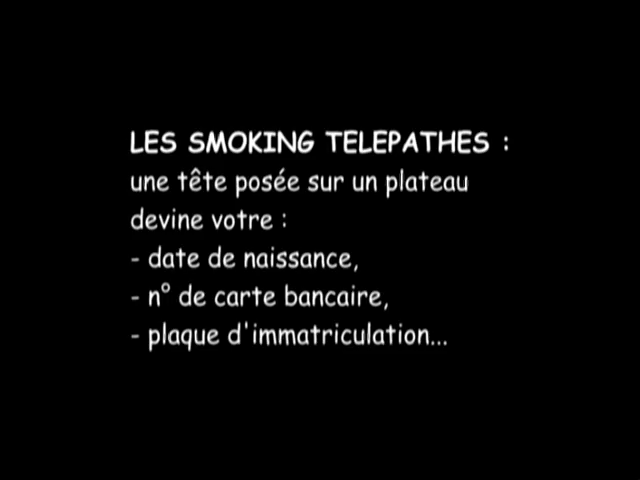 LES SMOKING TELEPATHES :
une tête posée sur un plateau
devine votre :
- date de naissance,
- n° de carte bancaire,
- plaque d'immatriculation...